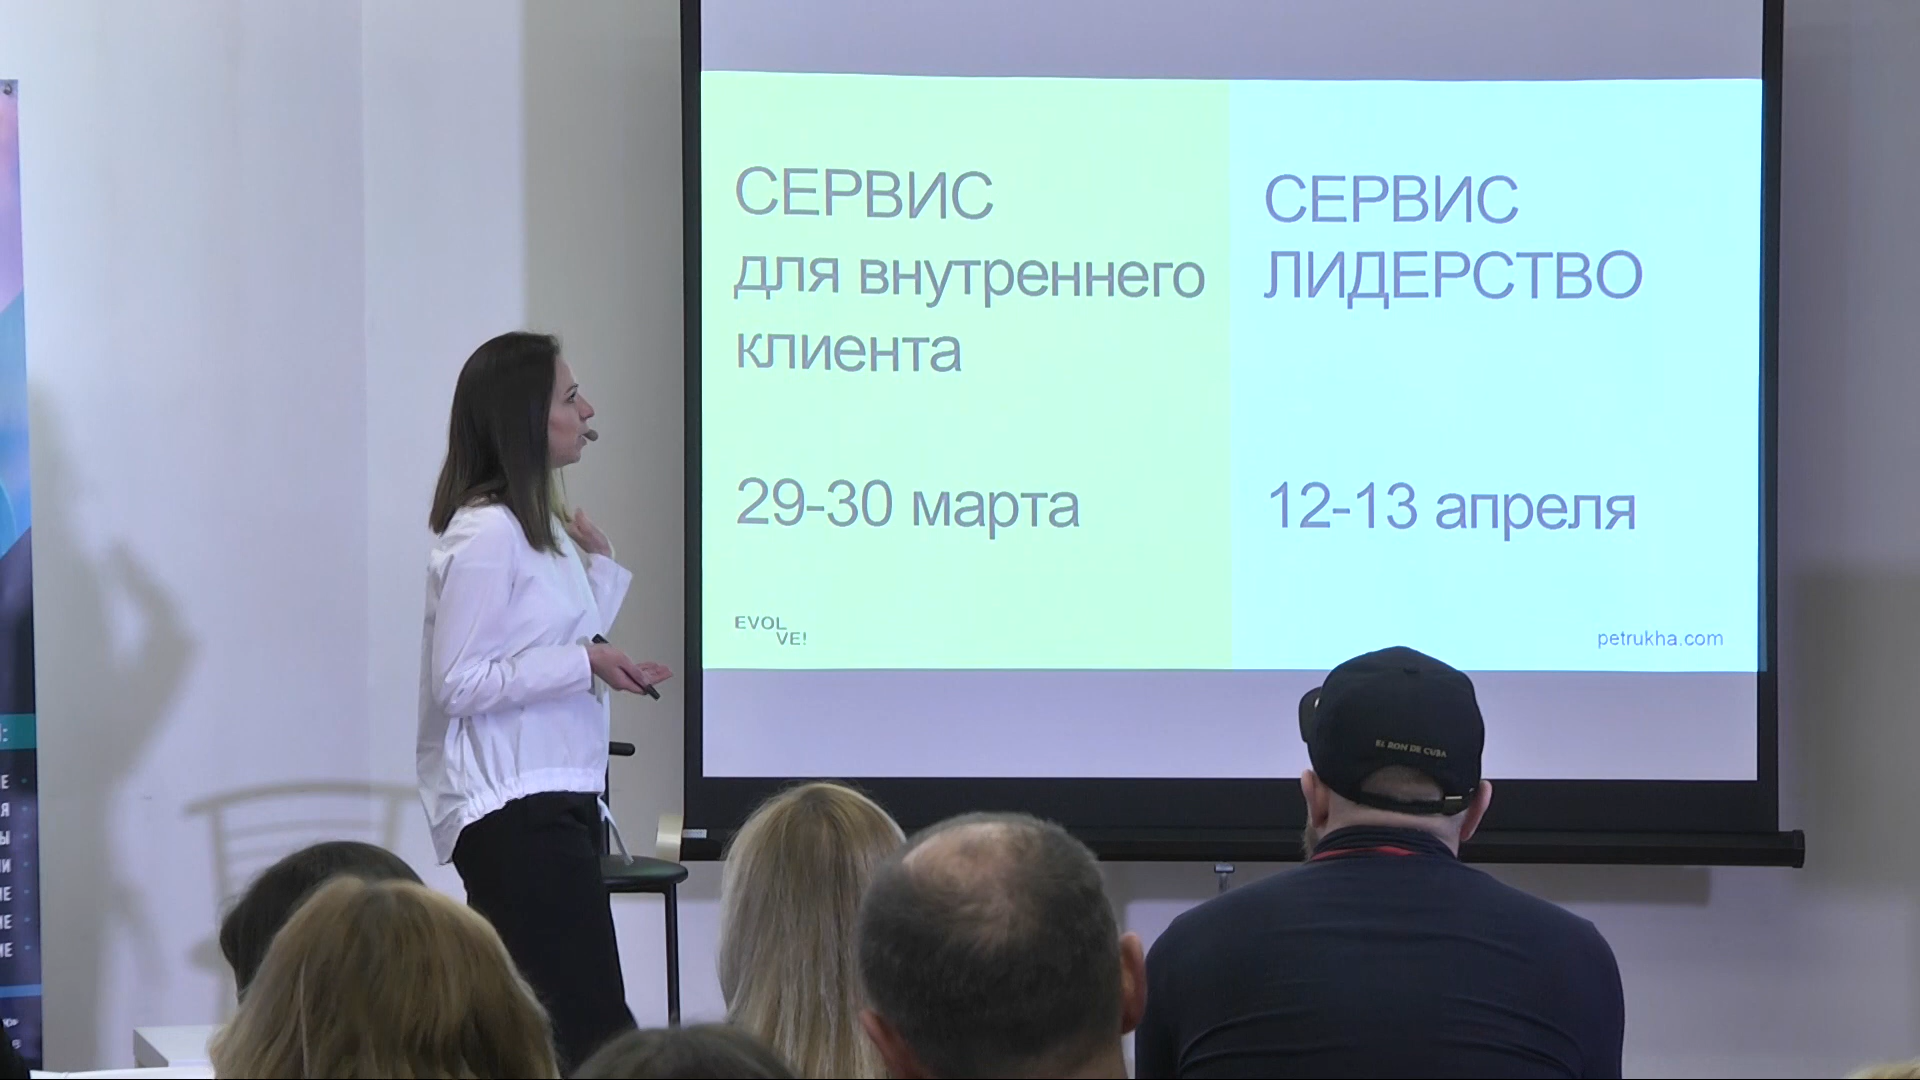 СЕРВИС
для внутреннего
клиента
29-30 марта
EVOL
VE!
СЕРВИС
ЛИДЕРСТВО
12-13 апреля
petrukha.com
EL RON DE CUBA